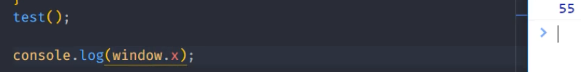 }
test();
console.log(window.x);
55
>